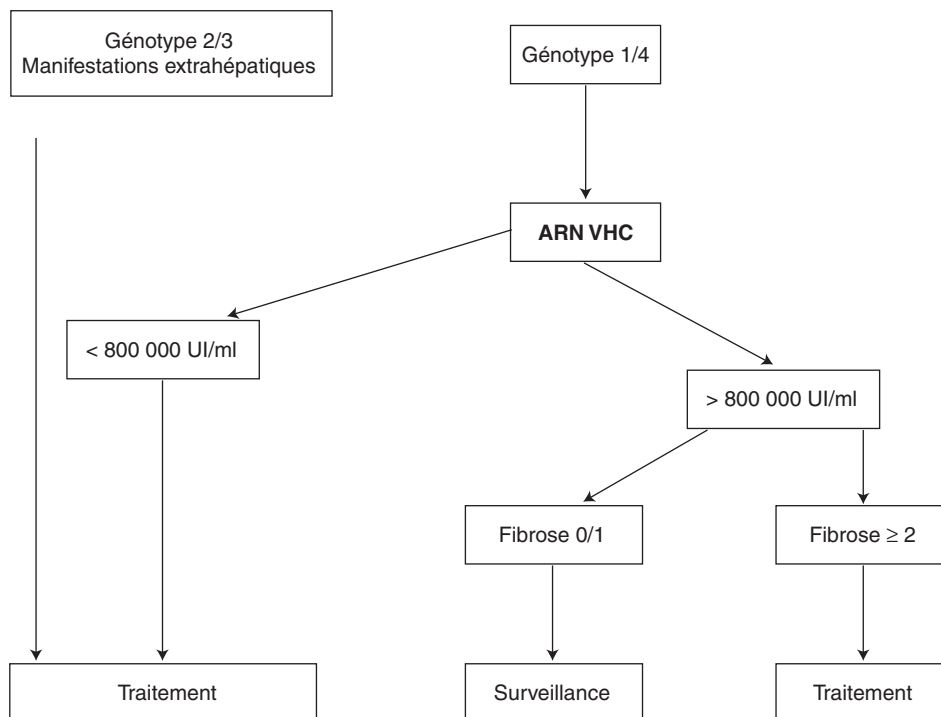 Génotype 2/3
Manifestations extrahépatiques
Génotype 1/4
ARN VHC
< 800 000 UI/ml
> 800 000 UI/ml
Fibrose 0/1
Fibrose ≥ 2
Traitement
Surveillance
Traitement